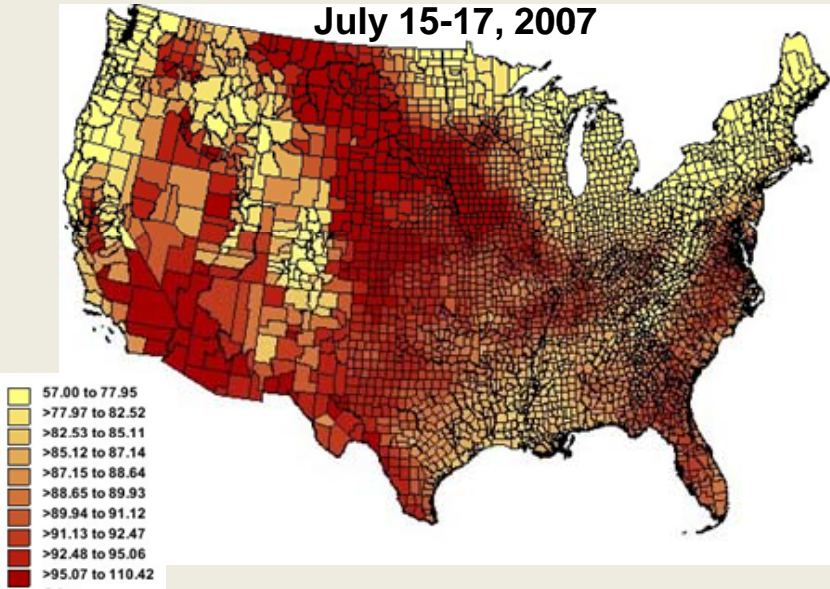 July 15-17, 2007
57.00 to 77.95
>77.97 to 82.52
>82.53 to 85.11
>85.12 to 87.14
>87.15 to 88.64
>88.65 to 89.93
>89.94 to 91.12
>91.13 to 92.47
>92.48 to 95.06
>95.07 to 110.42